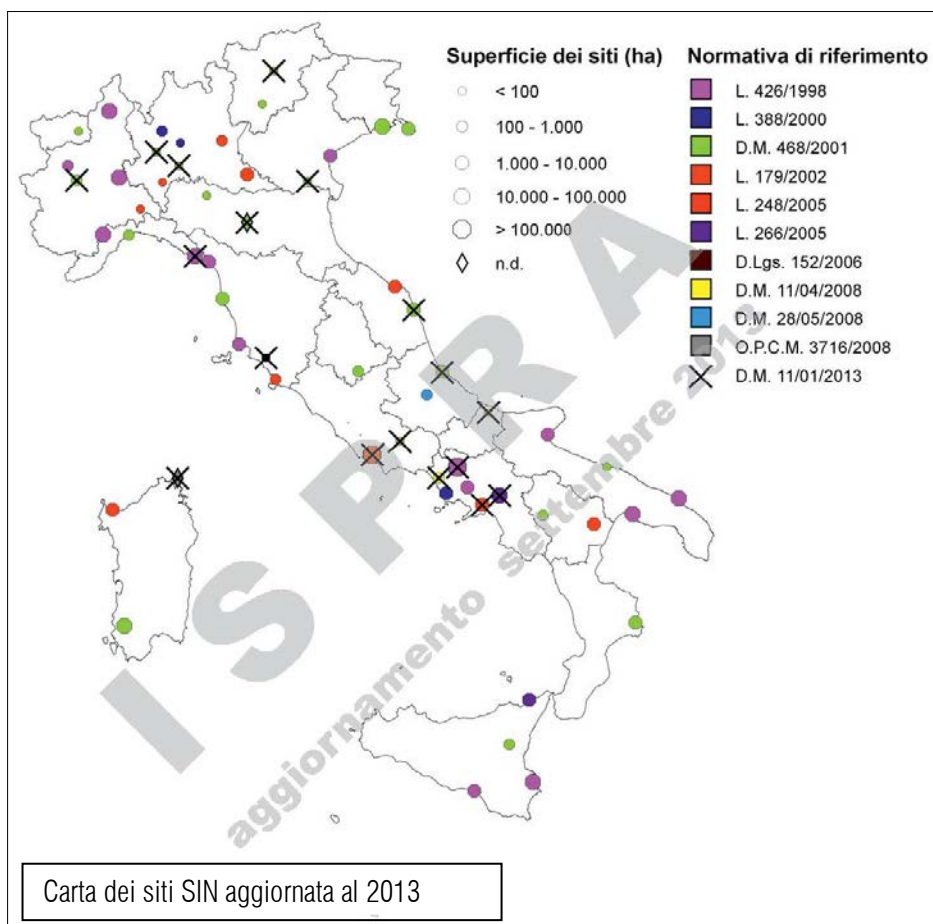 Superficie dei siti (ha)
< 100
100 - 1.000
1.000 - 10.000
10.000 - 100.000
> 100.000
n.d.
Normativa di riferimento
L. 426/1998
L. 388/2000
D.M. 468/2001
L. 179/2002
L. 248/2005
L. 266/2005
D.Lgs. 152/2006
D.M. 11/04/2008
D.M. 28/05/2008
O.P.C.M. 3716/2008
D.M. 11/01/2013
ISPRA
aggiornamento settembre 2013
Carta dei siti SIN aggiornata al 2013